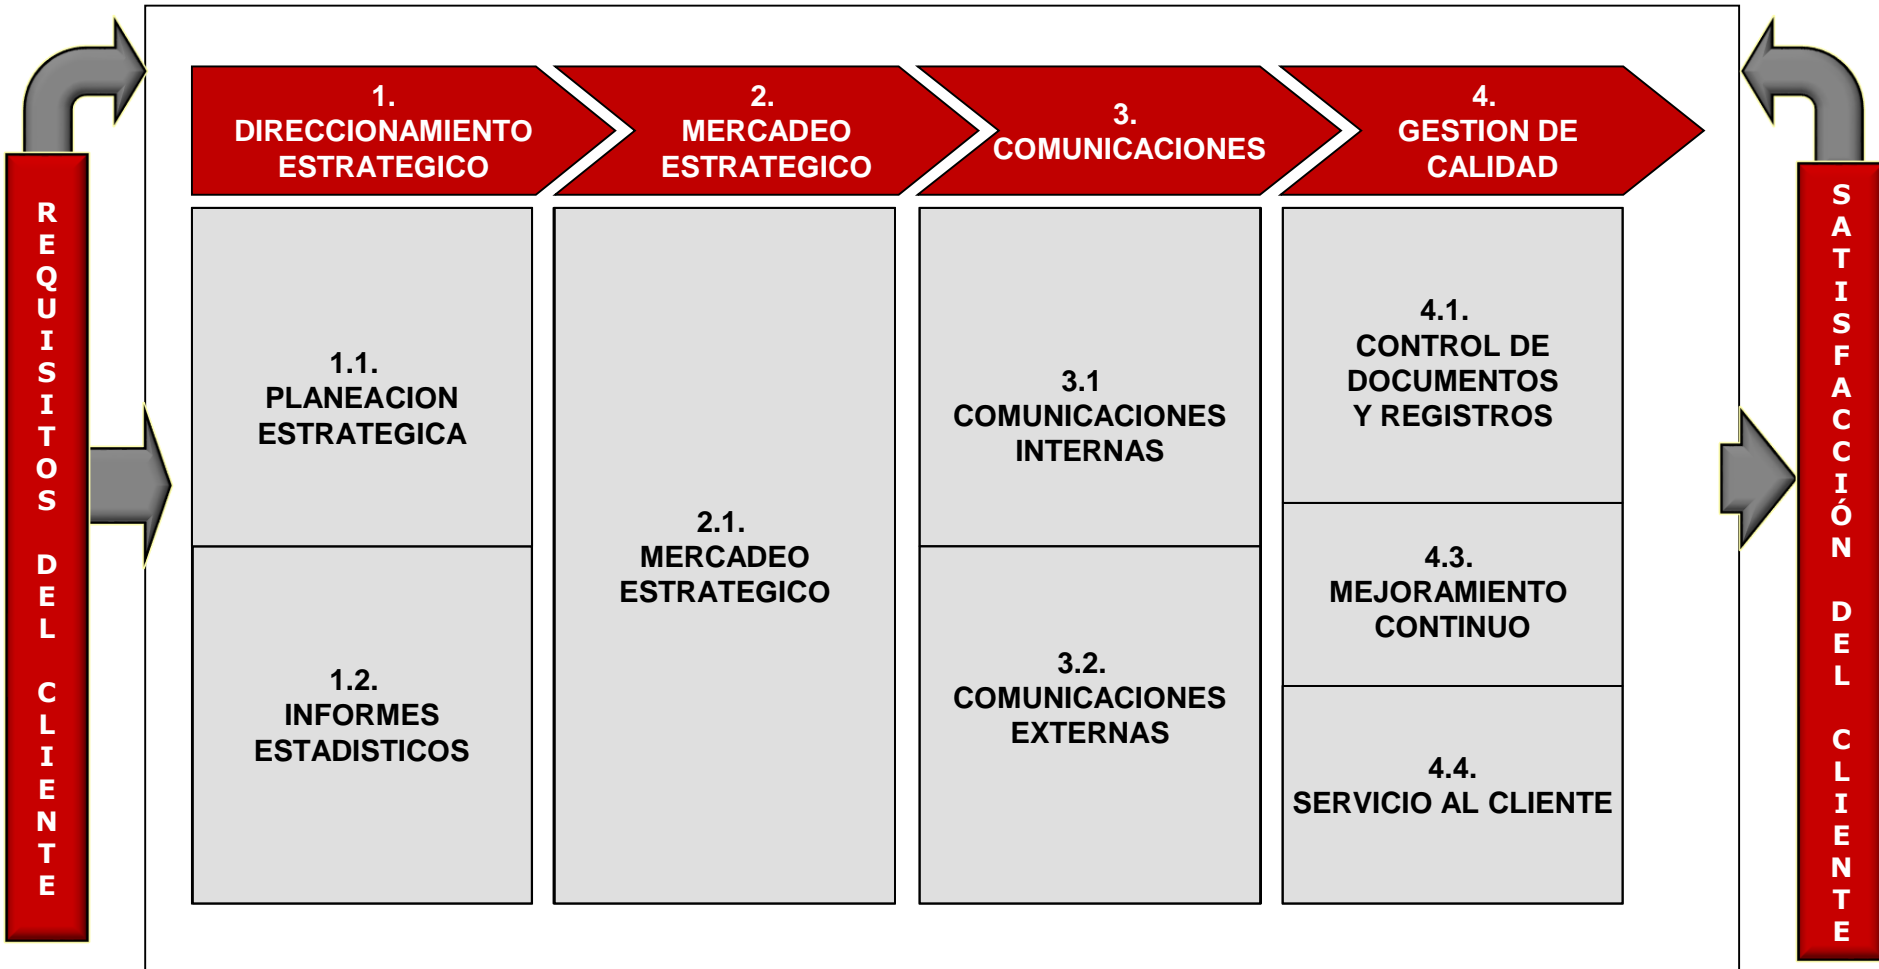 REQUISITOS DEL CLIENTE
1.
DIRECCIONAMIENTO
ESTRATEGICO
2.
MERCADEO
ESTRATEGICO
3.
COMUNICACIONES
4.
GESTION DE
CALIDAD
1.1.
PLANEACION
ESTRATEGICA
1.2.
INFORMES
ESTADISTICOS
2.1.
MERCADEO
ESTRATEGICO
3.1
COMUNICACIONES
INTERNAS
3.2.
COMUNICACIONES
EXTERNAS
4.1.
CONTROL DE
DOCUMENTOS
Y REGISTROS
4.3.
MEJORAMIENTO
CONTINUO
4.4.
SERVICIO AL CLIENTE
SATISFACCIÓN DEL CLIENTE